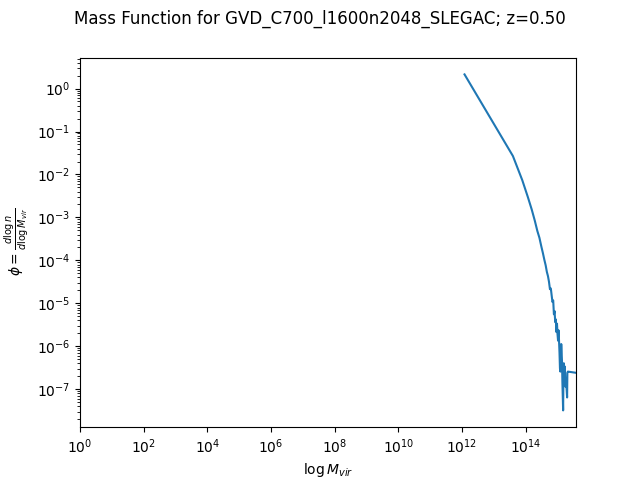 Mass Function for GVD_C700_l1600n2048_SLEGAC; z=0.50
ϕ = d log n / d log M_vir
10^0
10^-1
10^-2
10^-3
10^-4
10^-5
10^-6
10^-7
10^0 10^2 10^4 10^6 10^8 10^10 10^12 10^14
log M_vir